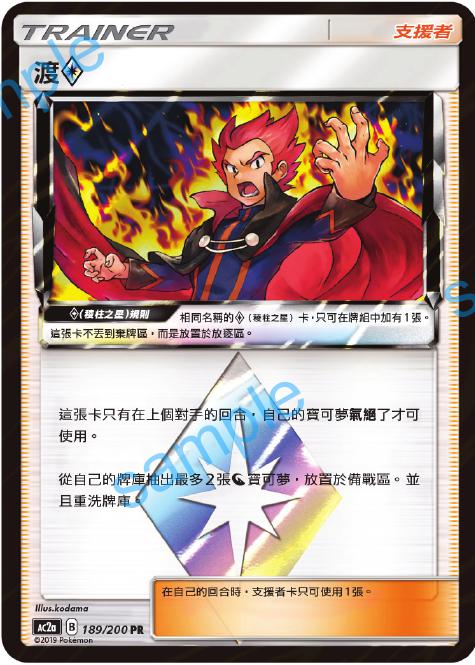 TRAINER 支援者
渡◇
◇(稜柱之星)規則 相同名稱的◇(稜柱之星)卡，只可在牌組中加有1張。
這張卡不丟到棄牌區，而是放置於放逐區。
這張卡只有在上個對手的回合，自己的寶可夢氣絕了才可
使用。
從自己的牌庫抽出最多2張寶可夢，放置於備戰區。並
且重洗牌庫。
在自己的回合時，支援者卡只可使用1張。
Illus.kodama
AC2a B 189/200 PR
©2019 Pokémon
sample
sample